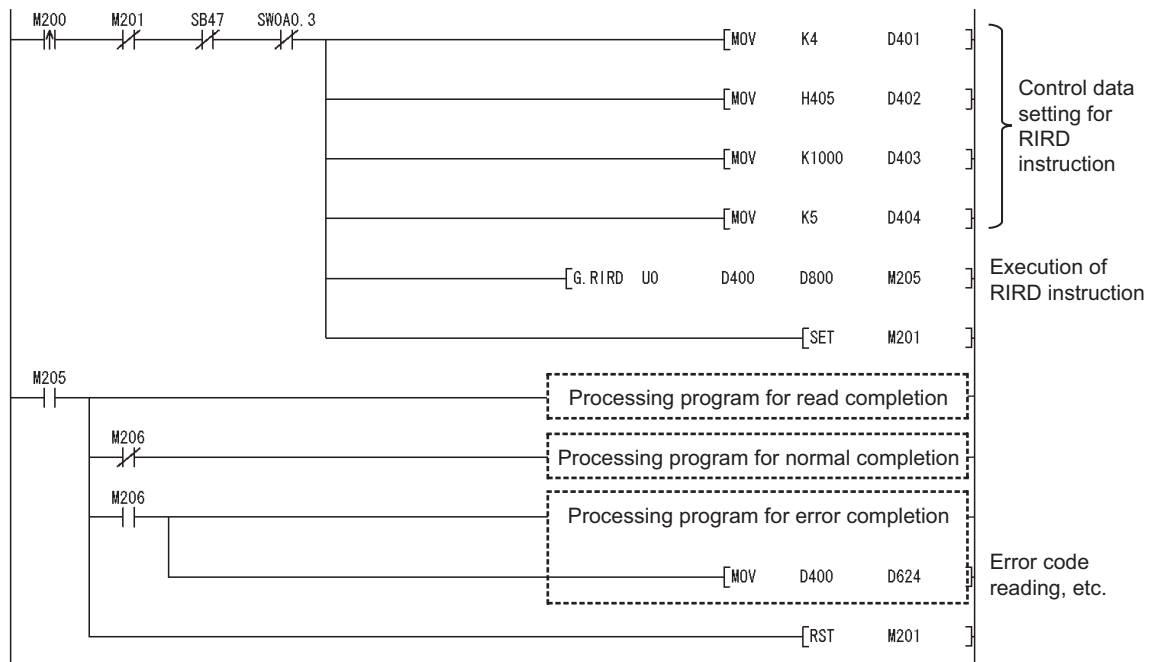 M200 M201 SB47 SW0A0.3
MOV K4 D401
MOV H405 D402
MOV K1000 D403
MOV K5 D404
Control data
setting for
RIRD
instruction
G.RIRD U0 D400 D800 M205
Execution of
RIRD instruction
SET M201
M205
Processing program for read completion
M206
Processing program for normal completion
M206
Processing program for error completion
MOV D400 D624
Error code
reading, etc.
RST M201